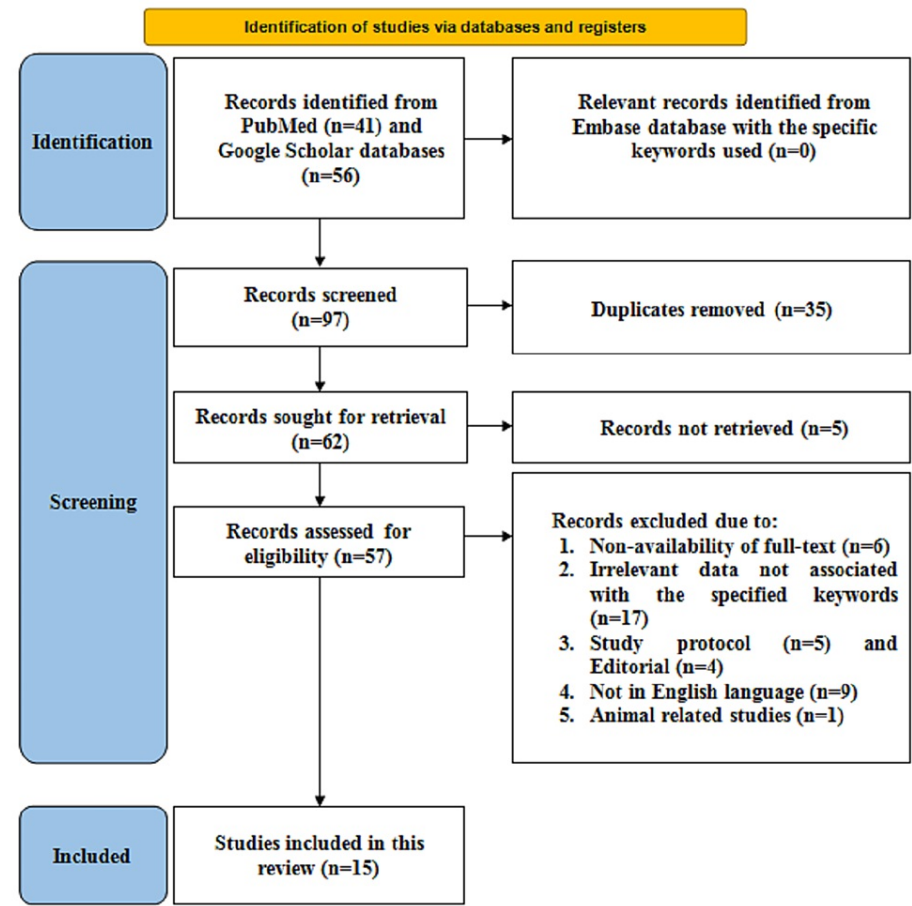 Identification of studies via databases and registers
Identification
Records identified from
PubMed (n=41) and
Google Scholar databases
(n=56)
Relevant records identified from
Embase database with the specific
keywords used (n=0)
Screening
Records screened
(n=97)
Duplicates removed (n=35)
Records sought for retrieval
(n=62)
Records not retrieved (n=5)
Records assessed for
eligibility (n=57)
Records excluded due to:
1. Non-availability of full-text (n=6)
2. Irrelevant data not associated
with the specified keywords
(n=17)
3. Study protocol (n=5) and
Editorial (n=4)
4. Not in English language (n=9)
5. Animal related studies (n=1)
Included
Studies included in this
review (n=15)